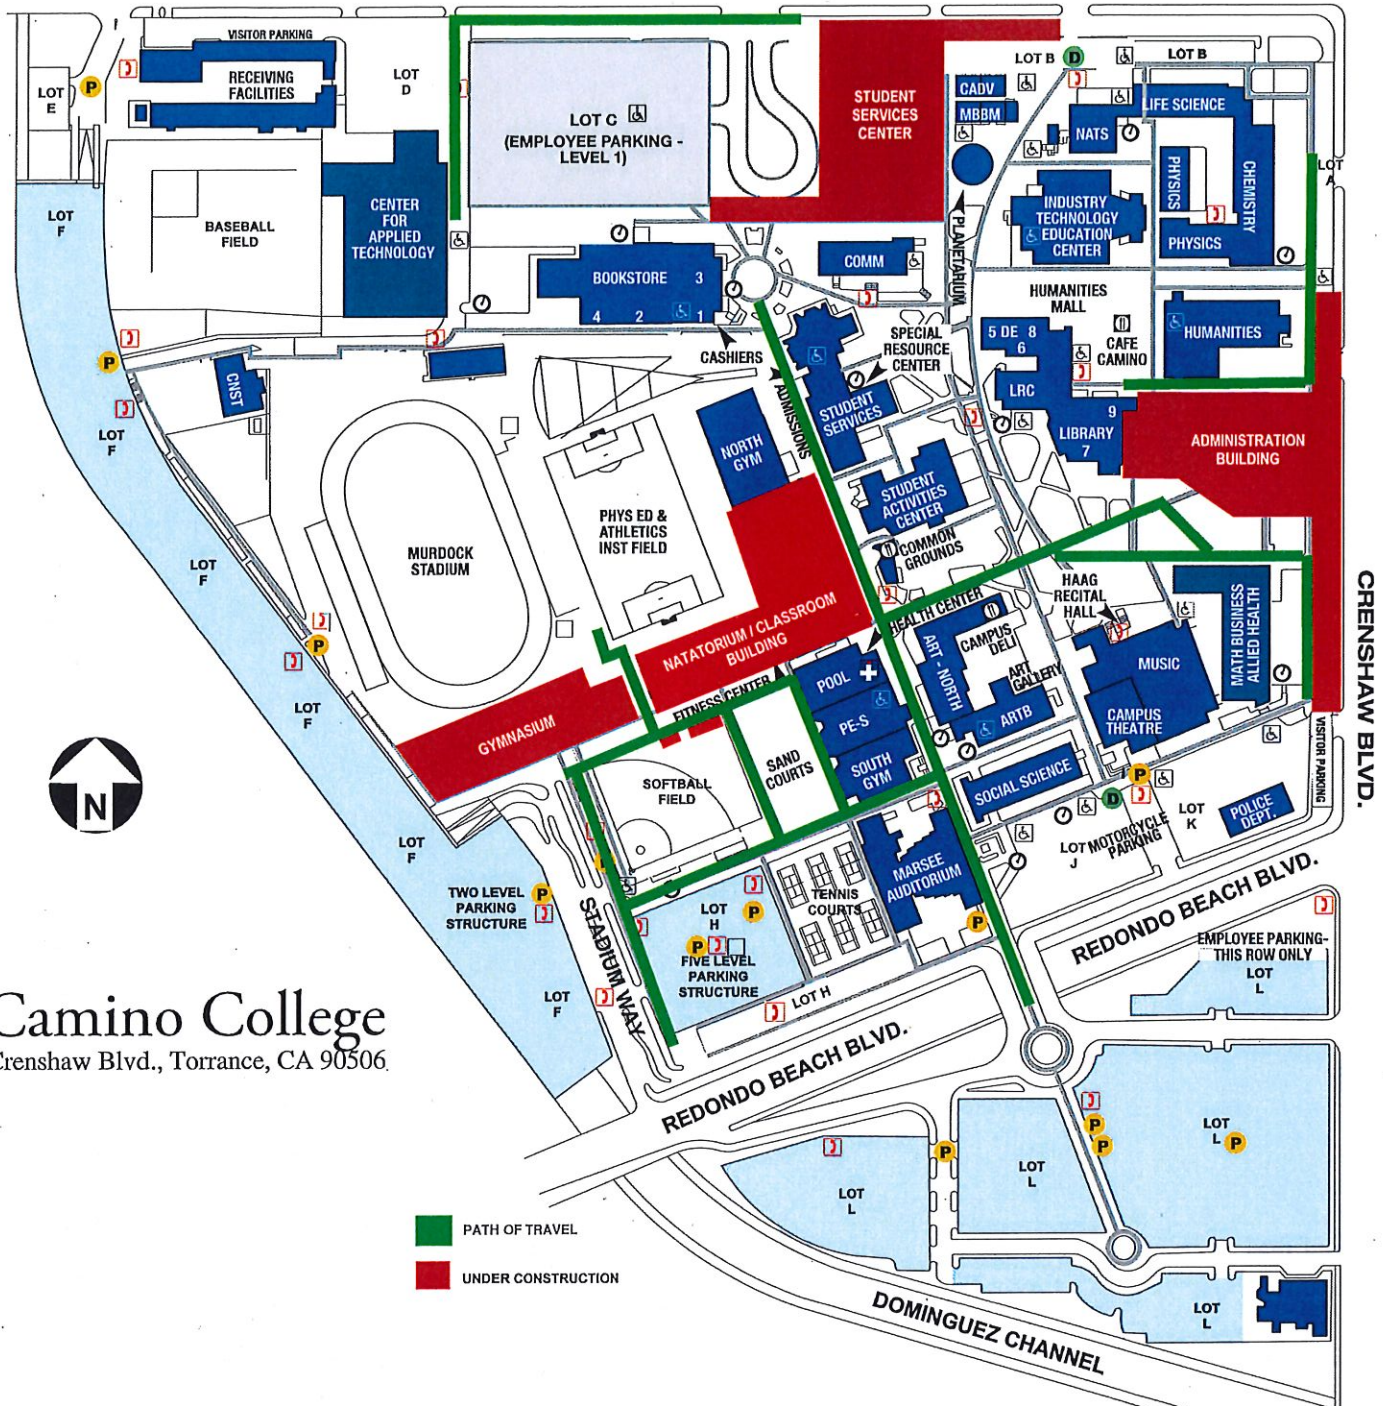 VISITOR PARKING
RECEIVING
FACILITIES
LOT
E
P
LOT
D
LOT C
(EMPLOYEE PARKING -
LEVEL 1)
STUDENT
SERVICES
CENTER
LOT B
D
LOT B
CADV
MBBM
LIFE SCIENCE
NATS
PHYSICS
CHEMISTRY
PHYSICS
LOT
A
INDUSTRY
TECHNOLOGY
EDUCATION
CENTER
PLANETARIUM
LOT
F
BASEBALL
FIELD
CENTER
FOR
APPLIED
TECHNOLOGY
BOOKSTORE 3
4 2 1
COMM
HUMANITIES
MALL
HUMANITIES
5 DE 8
6
CAFE
CAMINO
SPECIAL
RESOURCE
CENTER
CASHIERS
ADMISSIONS
STUDENT
SERVICES
LRC
9
LIBRARY
7
ADMINISTRATION
BUILDING
P
CNST
LOT
F
NORTH
GYM
STUDENT
ACTIVITIES
CENTER
COMMON
GROUNDS
PHYS ED &
ATHLETICS
INST FIELD
MURDOCK
STADIUM
LOT
F
HAAG
RECITAL
HALL
HEALTH CENTER
CAMPUS
DELI
ART - NORTH
ART
GALLERY
ARTB
MUSIC
CAMPUS
THEATRE
MATH BUSINESS
ALLIED HEALTH
CRENSHAW BLVD.
NATATORIUM / CLASSROOM
BUILDING
P
POOL
PE-S
SOUTH
GYM
FITNESS CENTER
GYMNASIUM
LOT
F
SAND
COURTS
SOFTBALL
FIELD
SOCIAL SCIENCE
P
D
VISITOR PARKING
LOT
K
POLICE
DEPT.
LOT
J
MOTORCYCLE
PARKING
N
LOT
F
MARSEE
AUDITORIUM
TENNIS
COURTS
TWO LEVEL
PARKING
STRUCTURE
P
STADIUM WAY
LOT
H
P
P
FIVE LEVEL
PARKING
STRUCTURE
P
LOT H
REDONDO BEACH BLVD.
EMPLOYEE PARKING-
THIS ROW ONLY
LOT
L
LOT
F
Camino College
Crenshaw Blvd., Torrance, CA 90506
REDONDO BEACH BLVD.
P
P
LOT
L
P
P
LOT
L
LOT
L
PATH OF TRAVEL
UNDER CONSTRUCTION
LOT
L
DOMINGUEZ CHANNEL